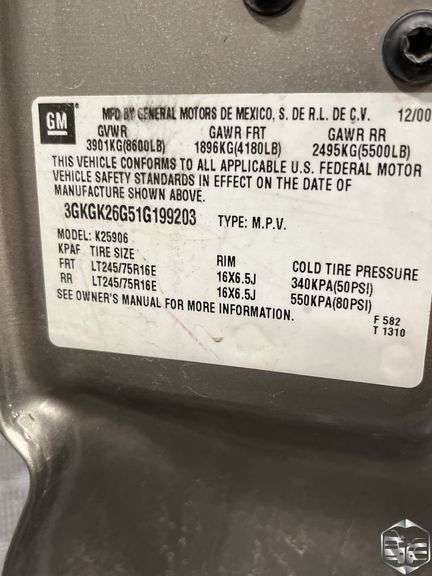 GM
MFD BY GENERAL MOTORS DE MEXICO, S. DE R.L. DE C.V. 12/00
GVWR GAWR FRT GAWR RR
3901KG(8600LB) 1896KG(4180LB) 2495KG(5500LB)
THIS VEHICLE CONFORMS TO ALL APPLICABLE U.S. FEDERAL MOTOR
VEHICLE SAFETY STANDARDS IN EFFECT ON THE DATE OF
MANUFACTURE SHOWN ABOVE.
3GKGK26G51G199203 TYPE: M.P.V.
MODEL: K25906
KPAF TIRE SIZE RIM COLD TIRE PRESSURE
FRT LT245/75R16E 16X6.5J 340KPA(50PSI)
RR LT245/75R16E 16X6.5J 550KPA(80PSI)
SEE OWNER'S MANUAL FOR MORE INFORMATION.
F 582
T 1310